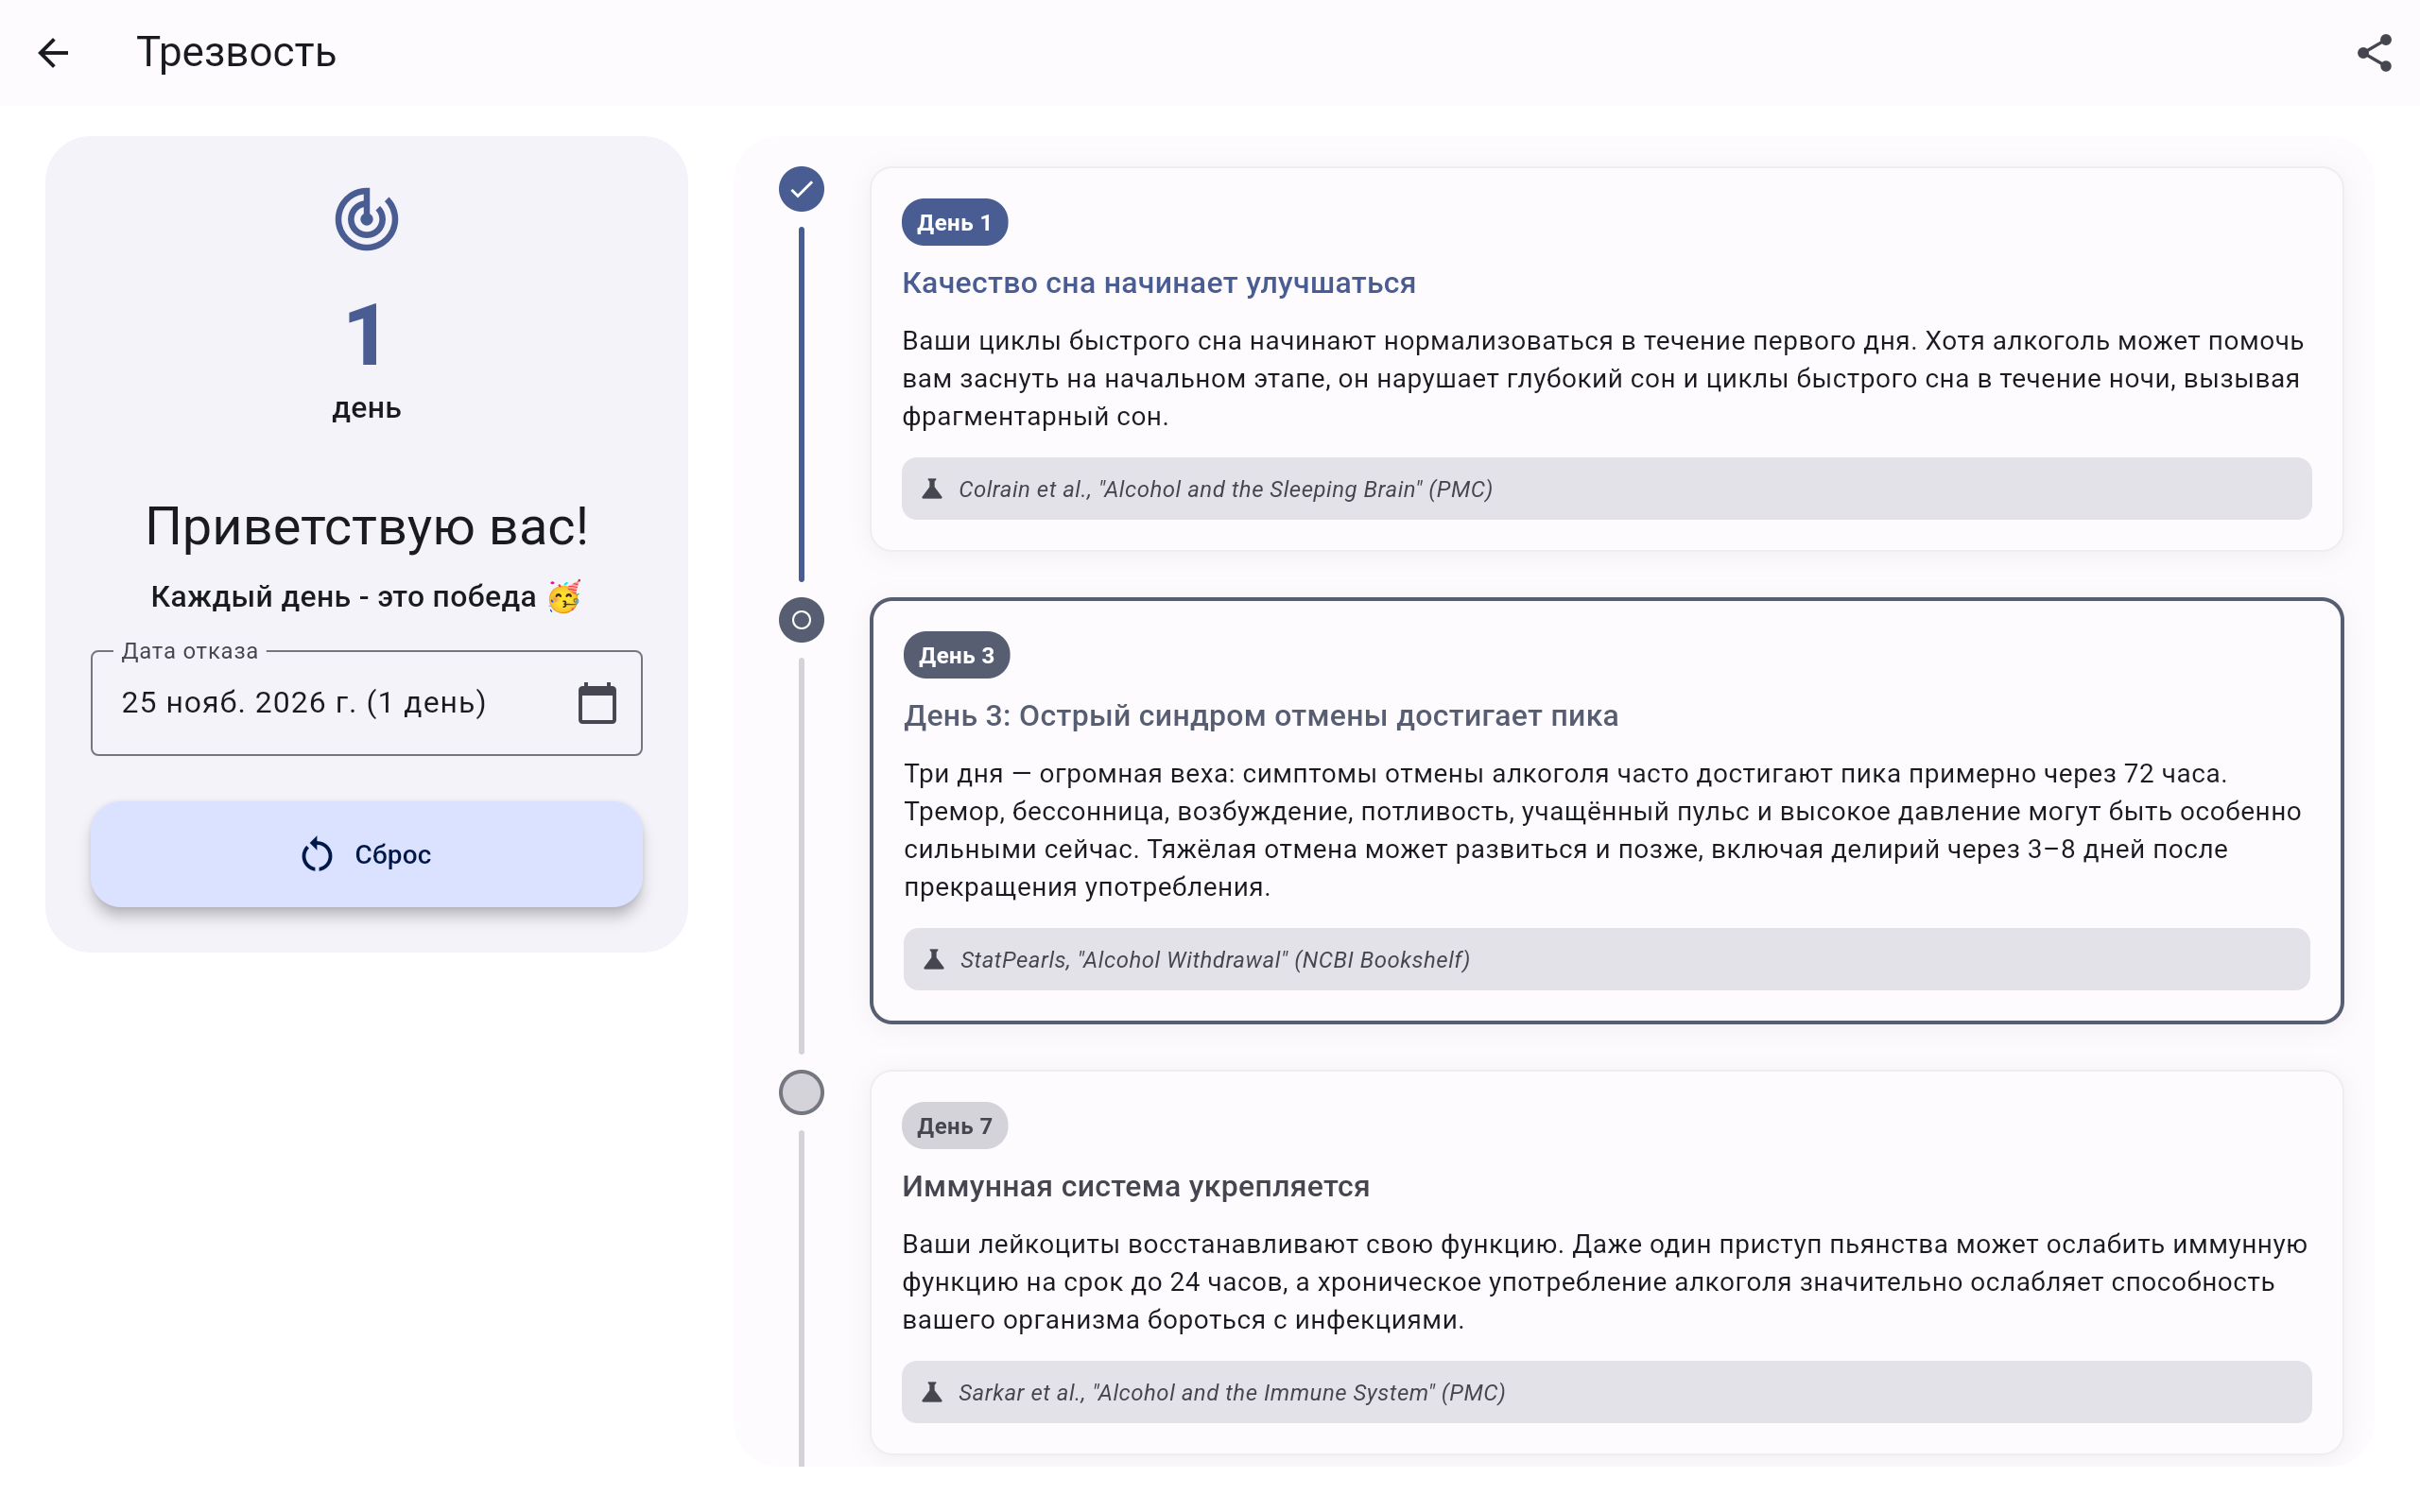 Трезвость
1
день
Приветствую вас!
Каждый день - это победа 🥳
Дата отказа
25 нояб. 2026 г. (1 день)
Сброс
День 1
Качество сна начинает улучшаться
Ваши циклы быстрого сна начинают нормализоваться в течение первого дня. Хотя алкоголь может помочь
вам заснуть на начальном этапе, он нарушает глубокий сон и циклы быстрого сна в течение ночи, вызывая
фрагментарный сон.
Colrain et al., "Alcohol and the Sleeping Brain" (PMC)
День 3
День 3: Острый синдром отмены достигает пика
Три дня — огромная веха: симптомы отмены алкоголя часто достигают пика примерно через 72 часа.
Тремор, бессонница, возбуждение, потливость, учащённый пульс и высокое давление могут быть особенно
сильными сейчас. Тяжёлая отмена может развиться и позже, включая делирий через 3–8 дней после
прекращения употребления.
StatPearls, "Alcohol Withdrawal" (NCBI Bookshelf)
День 7
Иммунная система укрепляется
Ваши лейкоциты восстанавливают свою функцию. Даже один приступ пьянства может ослабить иммунную
функцию на срок до 24 часов, а хроническое употребление алкоголя значительно ослабляет способность
вашего организма бороться с инфекциями.
Sarkar et al., "Alcohol and the Immune System" (PMC)